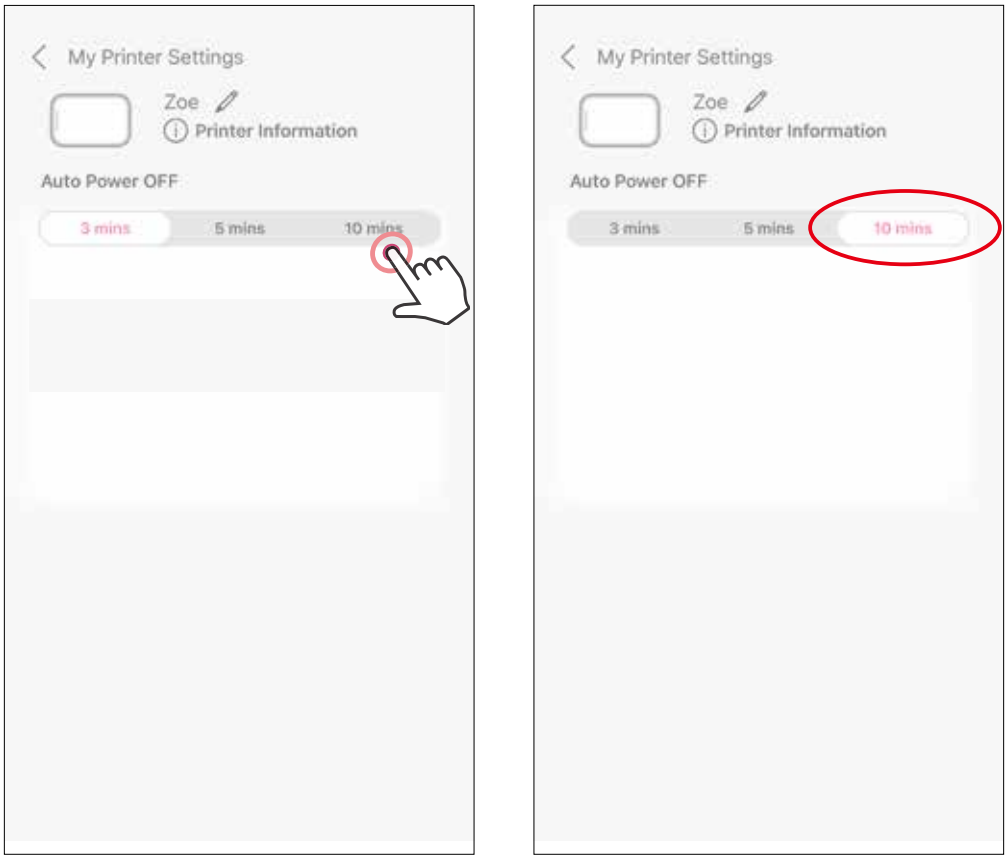 My Printer Settings
Zoe
Printer Information
Auto Power OFF
3 mins 5 mins 10 mins
My Printer Settings
Zoe
Printer Information
Auto Power OFF
3 mins 5 mins 10 mins